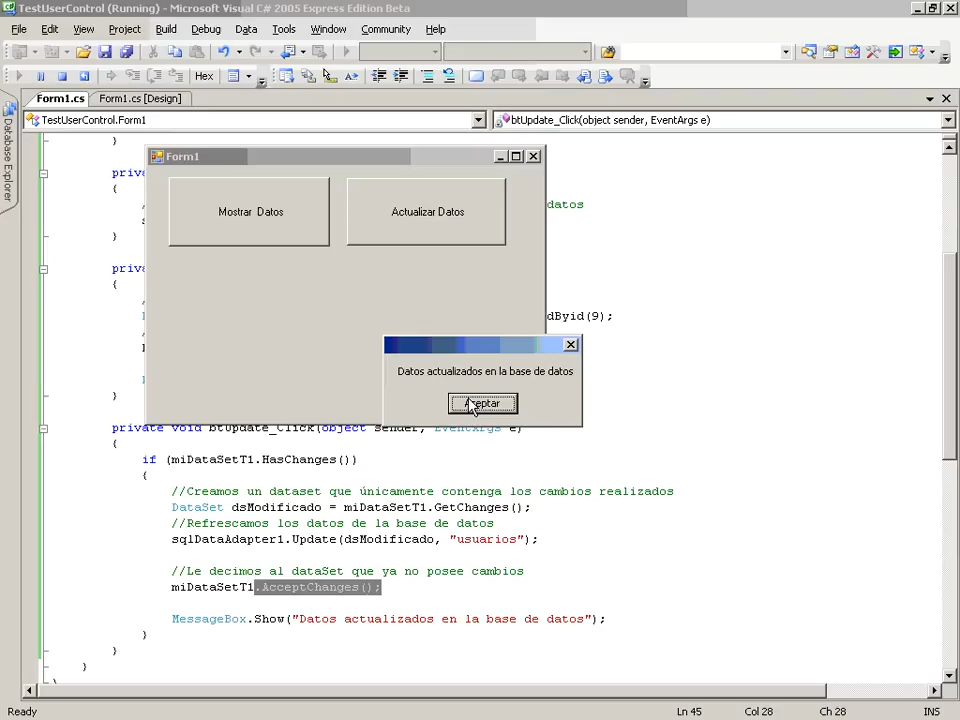 TestUserControl (Running) - Microsoft Visual C# 2005 Express Edition Beta
File Edit View Project Build Debug Data Tools Window Community Help
Hex
Form1.cs Form1.cs [Design]
TestUserControl.Form1 btUpdate_Click(object sender, EventArgs e)
Database Explorer
}
Form1
priv
{
Mostrar Datos Actualizar Datos
datos
}
priv
{
dByid(9);
Datos actualizados en la base de datos
}
Aceptar
private void btUpdate_Click(object sender, EventArgs e)
{
if (miDataSetT1.HasChanges())
{
//Creamos un dataset que únicamente contenga los cambios realizados
DataSet dsModificado = miDataSetT1.GetChanges();
//Refrescamos los datos de la base de datos
sqlDataAdapter1.Update(dsModificado, "usuarios");
//Le decimos al dataSet que ya no posee cambios
miDataSetT1.AcceptChanges();
MessageBox.Show("Datos actualizados en la base de datos");
}
}
}
Ready Ln 45 Col 28 Ch 28 INS